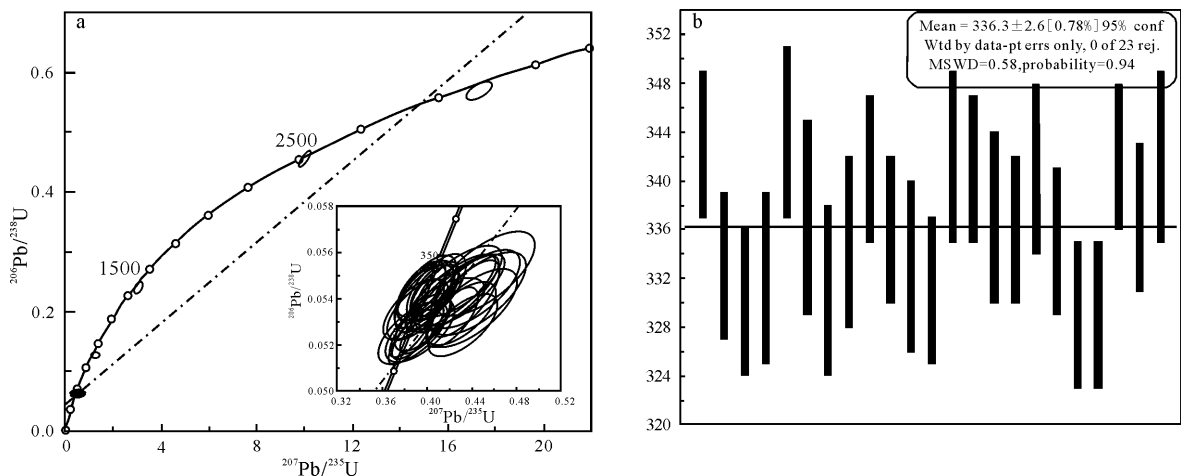 a
0.6
0.4
0.2
0.0
²⁰⁶Pb/²³⁸U
2500
1500
0 4 8 12 16 20
²⁰⁷Pb/²³⁵U
0.058
0.056
0.054
0.052
0.050
²⁰⁶Pb/²³⁸U
350
0.32 0.36 0.40 0.44 0.48 0.52
²⁰⁷Pb/²³⁵U
b
Mean = 336.3±2.6[0.78%] 95% conf
Wtd by data-pt errs only, 0 of 23 rej.
MSWD=0.58,probability=0.94
352
348
344
340
336
332
328
324
320